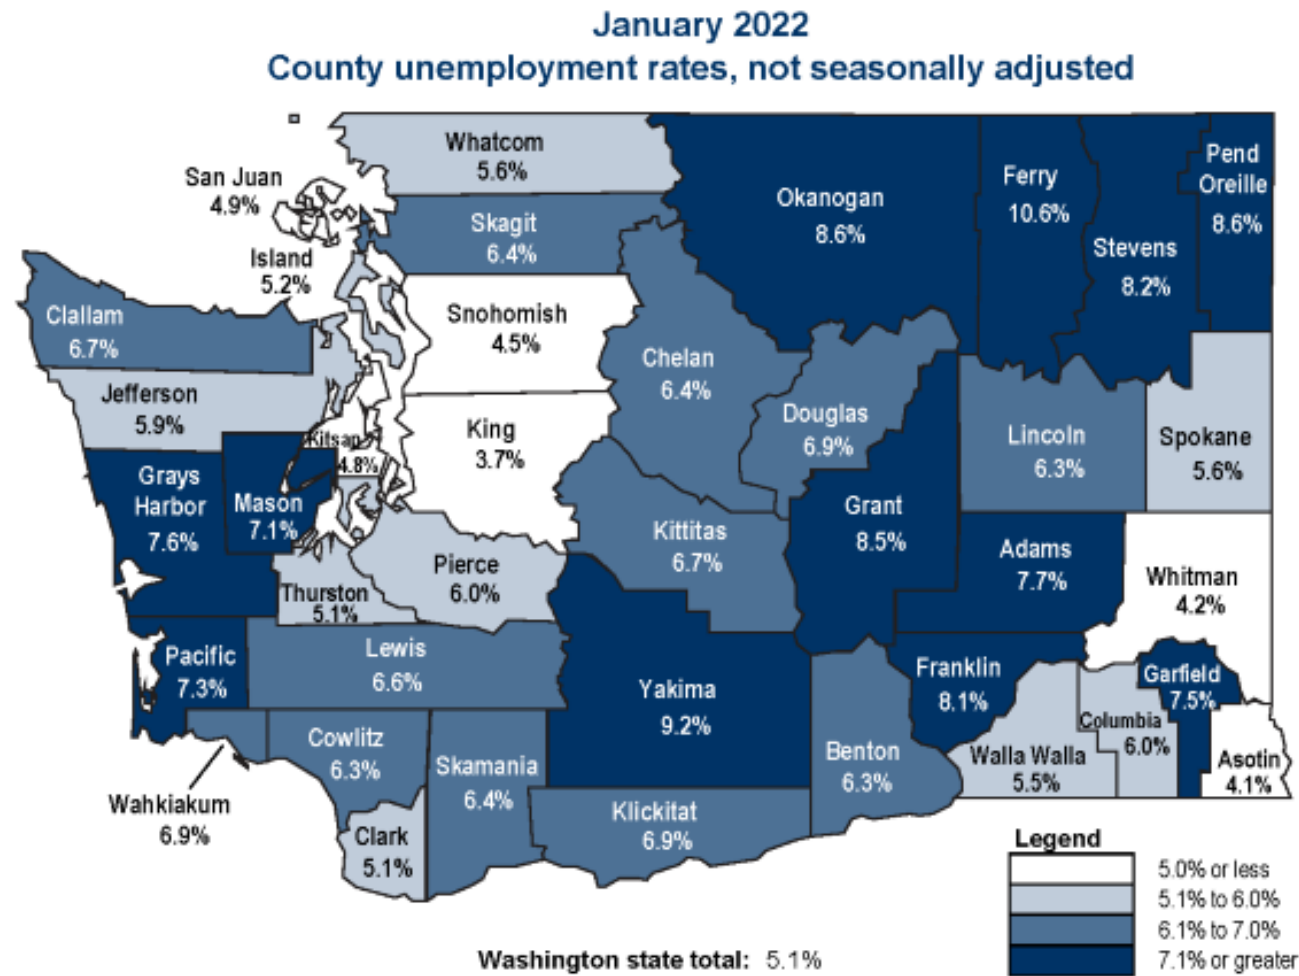 January 2022
County unemployment rates, not seasonally adjusted
Whatcom
5.6%
San Juan
4.9%
Skagit
6.4%
Island
5.2%
Okanogan
8.6%
Ferry
10.6%
Stevens
8.2%
Pend
Oreille
8.6%
Clallam
6.7%
Snohomish
4.5%
Chelan
6.4%
Jefferson
5.9%
Kitsap
4.8%
King
3.7%
Douglas
6.9%
Lincoln
6.3%
Spokane
5.6%
Grays
Harbor
7.6%
Mason
7.1%
Kittitas
6.7%
Grant
8.5%
Adams
7.7%
Whitman
4.2%
Thurston
5.1%
Pierce
6.0%
Pacific
7.3%
Lewis
6.6%
Yakima
9.2%
Franklin
8.1%
Garfield
7.5%
Columbia
6.0%
Walla Walla
5.5%
Asotin
4.1%
Benton
6.3%
Wahkiakum
6.9%
Cowlitz
6.3%
Skamania
6.4%
Klickitat
6.9%
Clark
5.1%
Legend
5.0% or less
5.1% to 6.0%
6.1% to 7.0%
7.1% or greater
Washington state total: 5.1%